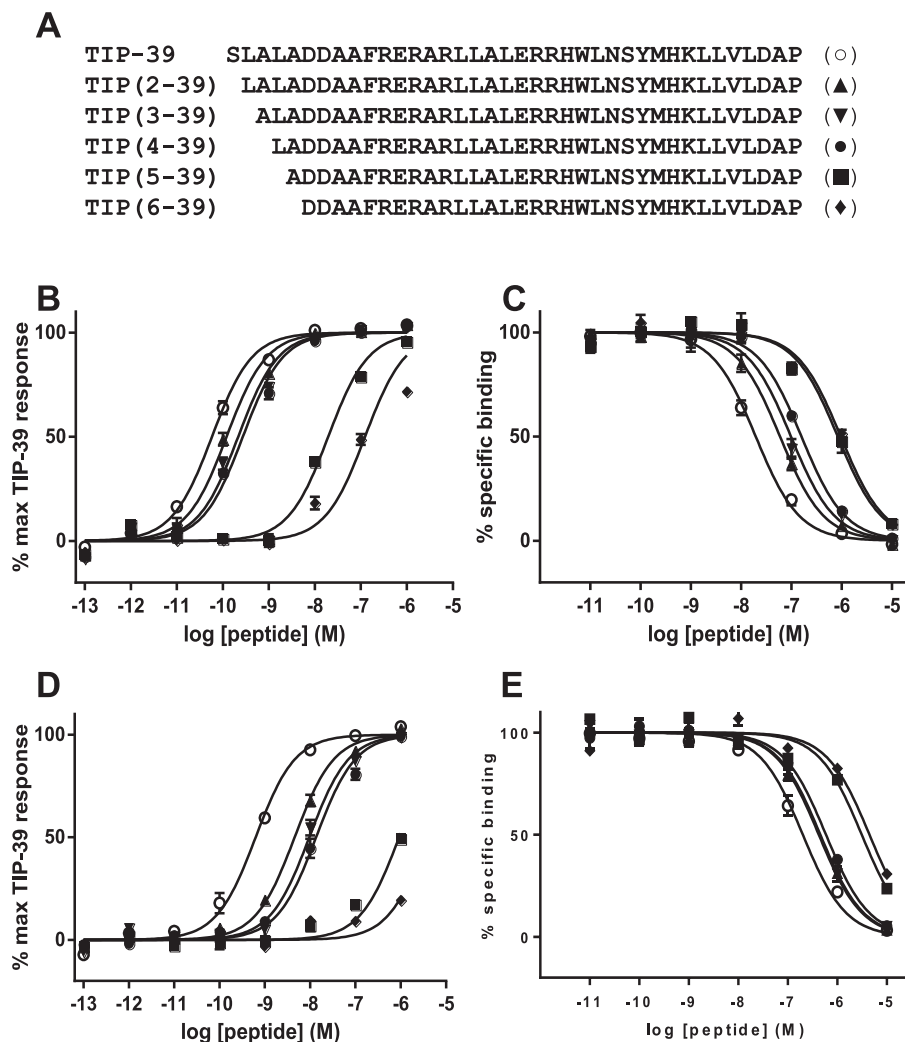 A
TIP-39 SLALADDAAFRERARLLALERRHWLNSYMHKLLVLDAP (○)
TIP(2-39) LALADDAAFRERARLLALERRHWLNSYMHKLLVLDAP (▲)
TIP(3-39) ALADDAAFRERARLLALERRHWLNSYMHKLLVLDAP (▼)
TIP(4-39) LADDAAFRERARLLALERRHWLNSYMHKLLVLDAP (●)
TIP(5-39) ADDAAFRERARLLALERRHWLNSYMHKLLVLDAP (■)
TIP(6-39) DDAAFRERARLLALERRHWLNSYMHKLLVLDAP (♦)
B
% max TIP-39 response
100
50
0
-13 -12 -11 -10 -9 -8 -7 -6 -5
log [peptide] (M)
C
% specific binding
100
50
0
-11 -10 -9 -8 -7 -6 -5
log [peptide] (M)
D
% max TIP-39 response
100
50
0
-13 -12 -11 -10 -9 -8 -7 -6 -5
log [peptide] (M)
E
% specific binding
100
50
0
-11 -10 -9 -8 -7 -6 -5
log [peptide] (M)